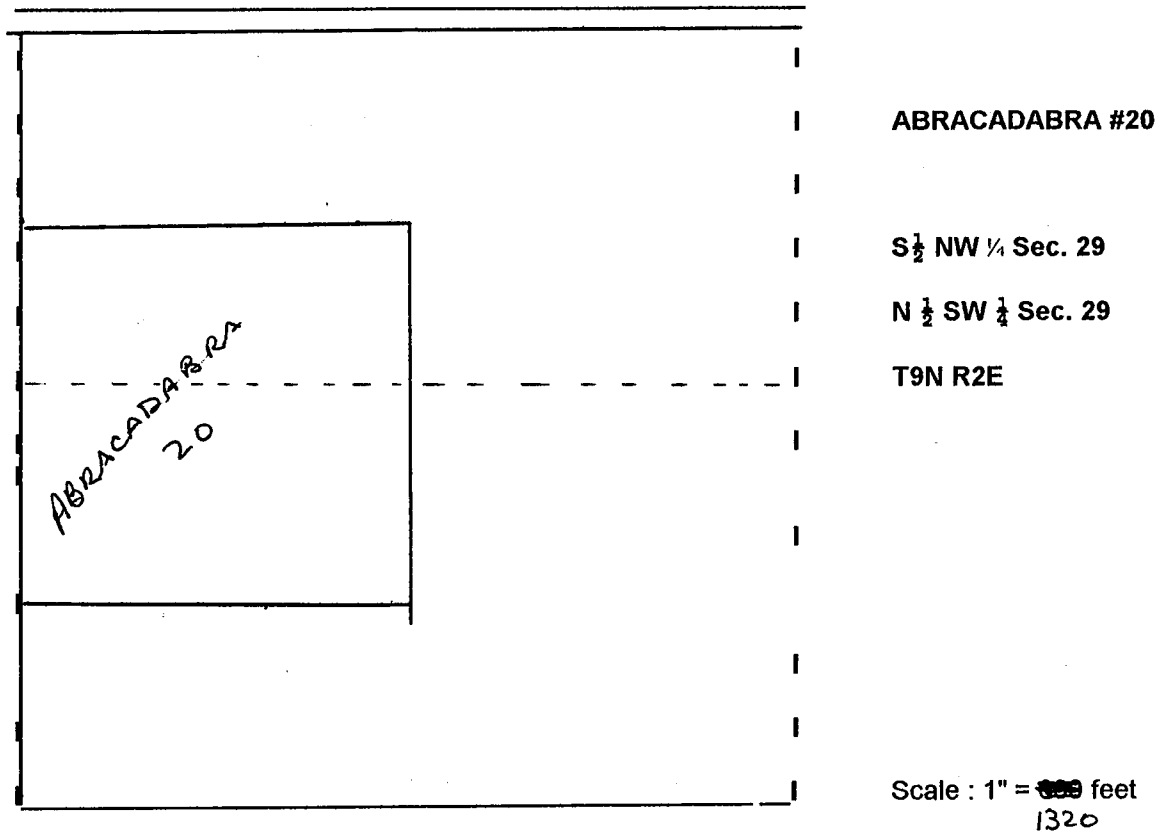 ABRACADABRA #20
S½ NW ¼ Sec. 29
N ½ SW ¼ Sec. 29
T9N R2E
ABRACADABRA
20
Scale : 1" = feet
1320